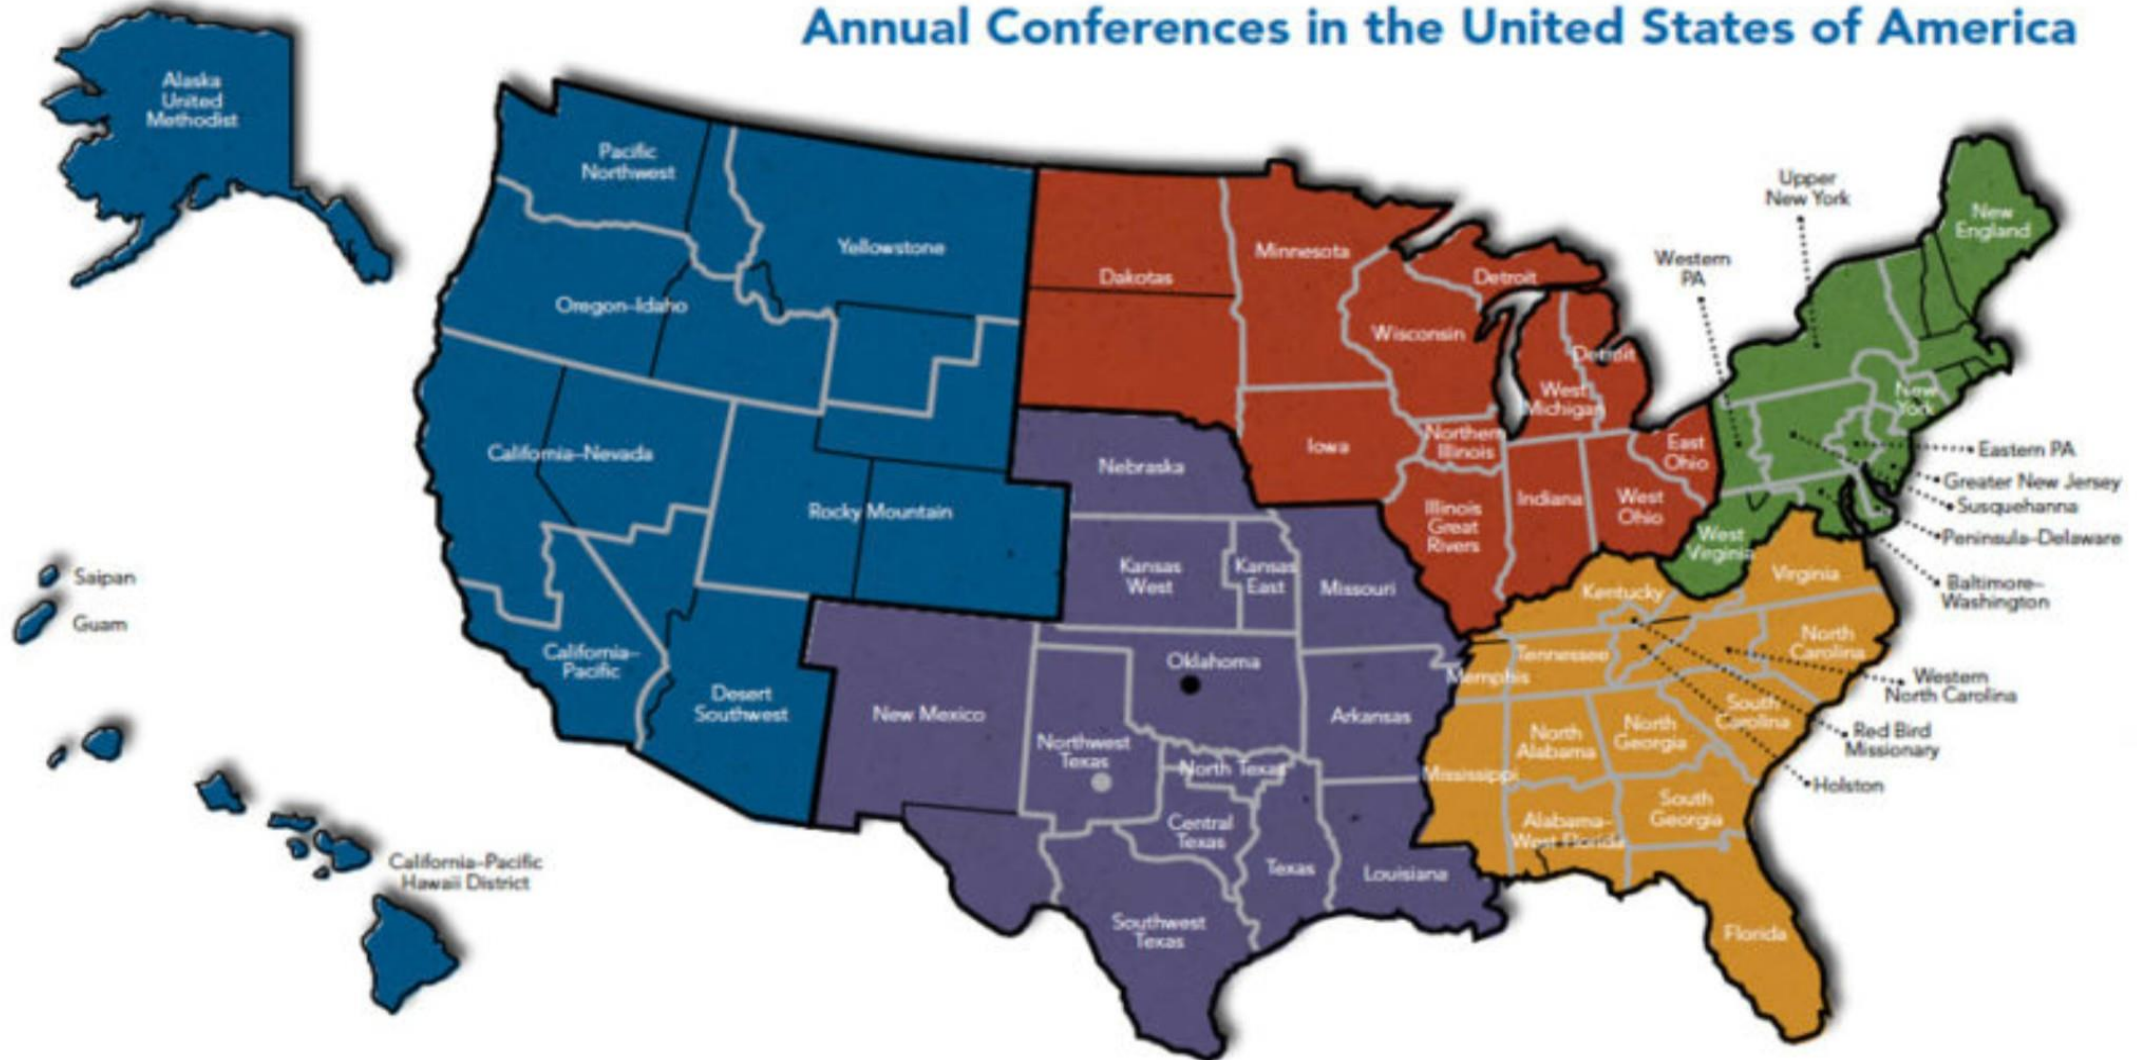 Annual Conferences in the United States of America
Alaska
United
Methodist
Pacific
Northwest
Yellowstone
Oregon–Idaho
California–Nevada
Rocky Mountain
California–
Pacific
Desert
Southwest
Saipan
Guam
California–Pacific
Hawaii District
Dakotas
Minnesota
Detroit
Wisconsin
Detroit
West
Michigan
Iowa
Northern
Illinois
East
Ohio
Illinois
Great
Rivers
Indiana
West
Ohio
Nebraska
Kansas
West
Kansas
East
Missouri
Oklahoma
New Mexico
Arkansas
Northwest
Texas
North Texas
Central
Texas
Texas
Louisiana
Southwest
Texas
Upper
New York
Western
PA
New
England
New
York
Eastern PA
Greater New Jersey
Susquehanna
Peninsula–Delaware
Baltimore–
Washington
West
Virginia
Virginia
Kentucky
North
Carolina
Tennessee
Memphis
Western
North Carolina
South
Carolina
North
Alabama
North
Georgia
Red Bird
Missionary
Holston
Mississippi
South
Georgia
Alabama–
West Florida
Florida